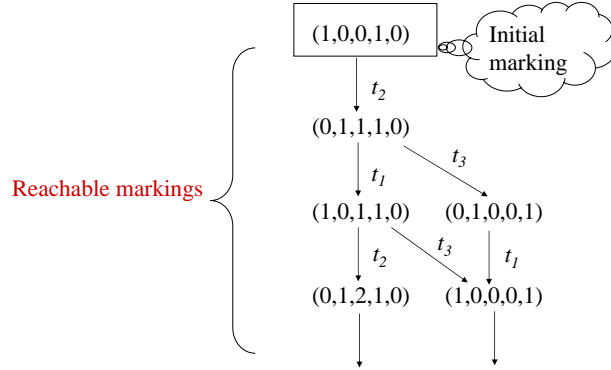 (1,0,0,1,0)
Initial
marking
t2
(0,1,1,1,0)
t3
t1
Reachable markings
(1,0,1,1,0)
(0,1,0,0,1)
t3
t2
t1
(0,1,2,1,0)
(1,0,0,0,1)